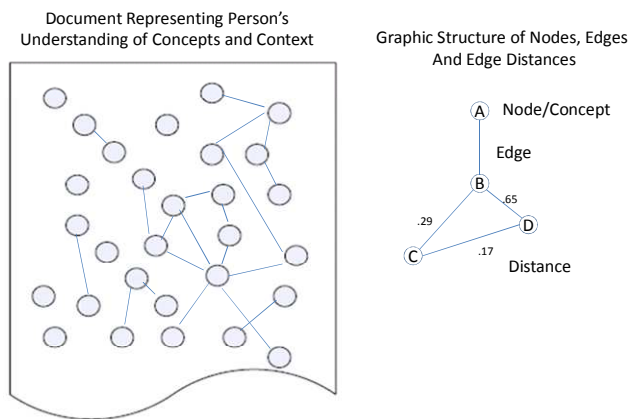 Document Representing Person's
Understanding of Concepts and Context
Graphic Structure of Nodes, Edges
And Edge Distances
A
Node/Concept
Edge
B
.65
.29
D
C
.17
Distance